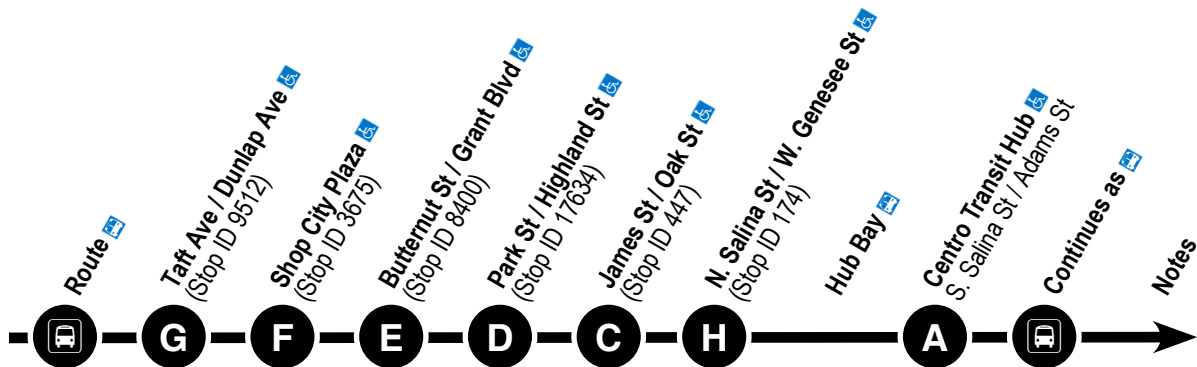 Route
Taft Ave / Dunlap Ave
(Stop ID 9512)
Shop City Plaza
(Stop ID 3675)
Butternut St / Grant Blvd
(Stop ID 8400)
Park St / Highland St
(Stop ID 17634)
James St / Oak St
(Stop ID 447)
N. Salina St / W. Genesee St
(Stop ID 174)
Hub Bay
Centro Transit Hub
S. Salina St / Adams St
Continues as
Notes
G
F
E
D
C
H
A